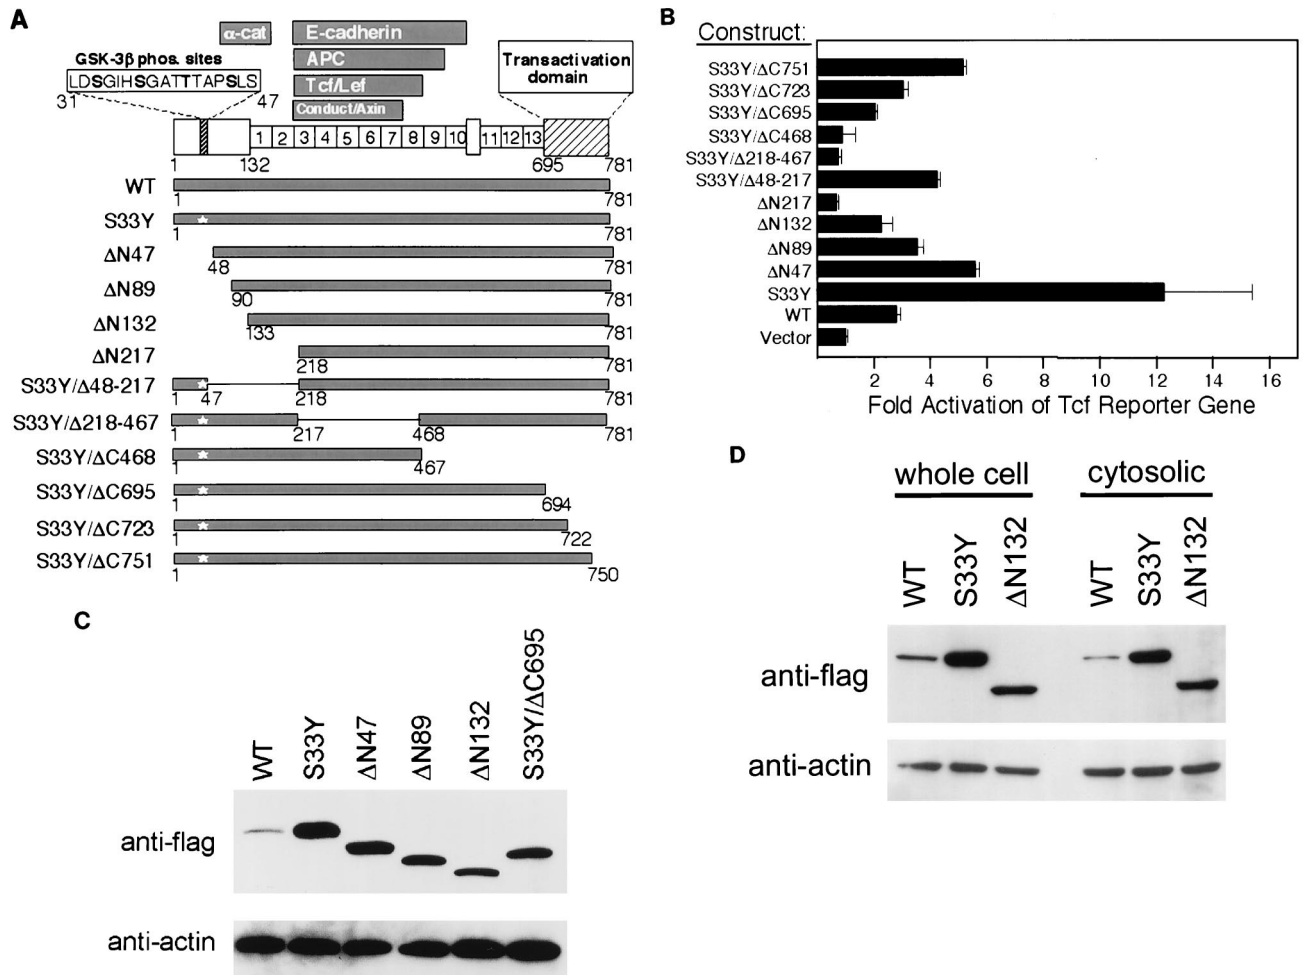 A
α-cat
E-cadherin
APC
Tcf/Lef
Conduct/Axin
GSK-3β phos. sites
LDSGIHSGATTTAPSLS
31 47
Transactivation
domain
1 2 3 4 5 6 7 8 9 10 11 12 13
1 132 695 781
WT
1 781
S33Y
1 781
ΔN47
48 781
ΔN89
90 781
ΔN132
133 781
ΔN217
218 781
S33Y/Δ48-217
1 47 218 781
S33Y/Δ218-467
1 217 468 781
S33Y/ΔC468
1 467
S33Y/ΔC695
1 694
S33Y/ΔC723
1 722
S33Y/ΔC751
1 750
B
Construct:
S33Y/ΔC751
S33Y/ΔC723
S33Y/ΔC695
S33Y/ΔC468
S33Y/Δ218-467
S33Y/Δ48-217
ΔN217
ΔN132
ΔN89
ΔN47
S33Y
WT
Vector
2 4 6 8 10 12 14 16
Fold Activation of Tcf Reporter Gene
C
WT S33Y ΔN47 ΔN89 ΔN132 S33Y/ΔC695
anti-flag
anti-actin
D
whole cell cytosolic
WT S33Y ΔN132 WT S33Y ΔN132
anti-flag
anti-actin